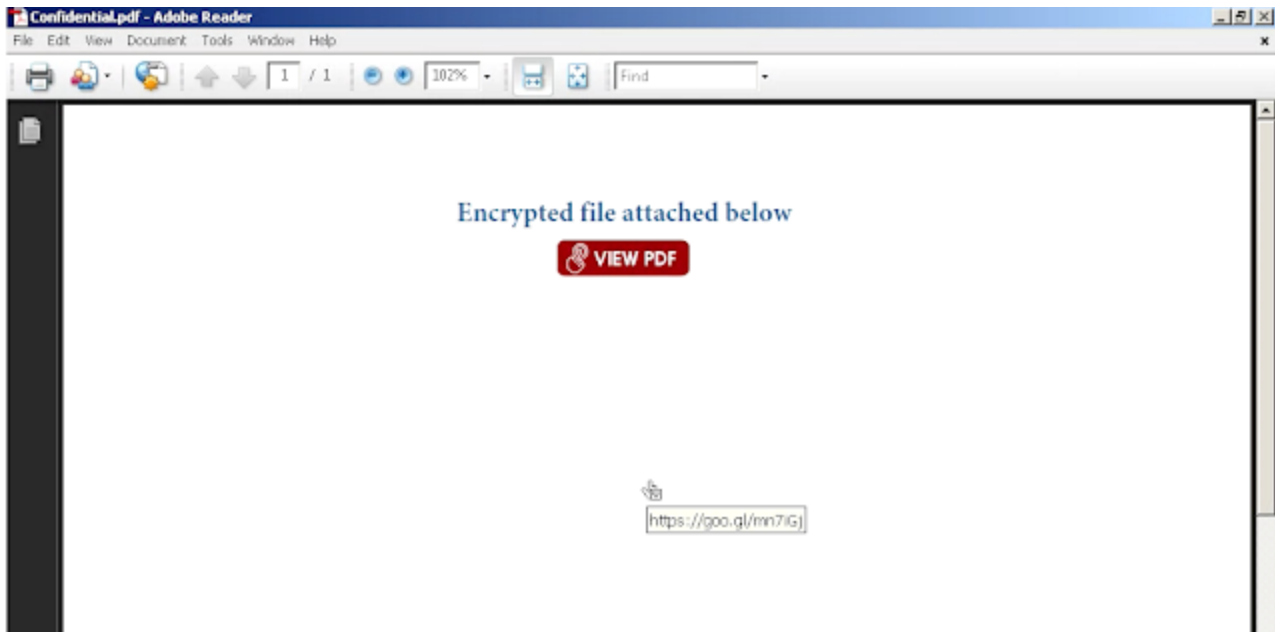 Confidential.pdf - Adobe Reader
File Edit View Document Tools Window Help
1 / 1 102% Find
Encrypted file attached below
VIEW PDF
https://goo.gl/mn7iGj